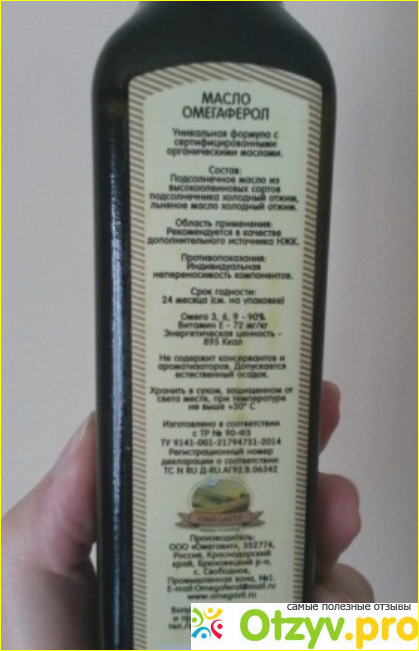 МАСЛО
ОМЕГАФЕРОЛ
Уникальная формула с
сертифицированными
органическими маслами.
Состав:
Подсолнечное масло из
высокоолеиновых сортов
подсолнечника холодный отжим,
льняное масло холодный отжим.
Область применения:
Рекомендуется в качестве
дополнительного источника НЖК.
Противопоказания:
Индивидуальная
непереносимость компонентов.
Срок годности:
24 месяца (см. на упаковке)
Омега 3, 6, 9 - 90%
Витамин Е - 72 мг/кг
Энергетическая ценность -
895 Ккал
Не содержит консервантов и
ароматизаторов. Допускается
естественный осадок.
Хранить в сухом, защищенном от
света месте, при температуре
не выше +30° С
Изготовлено в соответствии
с ТР № 90-ФЗ
ТУ 9141-001-21794731-2014
Регистрационный номер
декларации о соответствии:
ТС N RU Д-RU.АГ92.В.06342
OMEGAVIT
Производитель:
ООО «Омегавит», 352774,
Россия, Краснодарский
край, Брюховецкий р-н,
с. Свободное,
Промышленная зона, №1.
E-mail:Omegaferol@mail.ru
www.omegavit.ru
самые полезные отзывы
Otzyv.pro